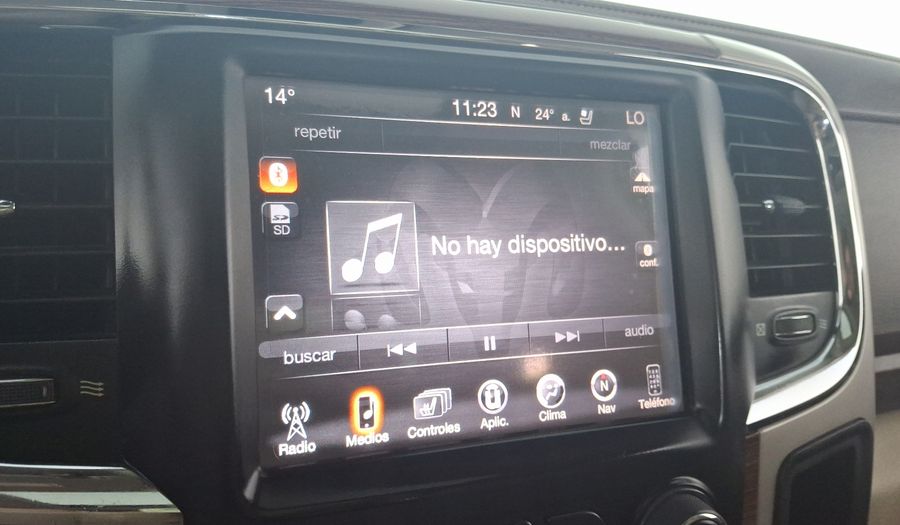 14° 11:23 N 24° a. LO
repetir mezclar
mapa
SD
No hay dispositivo...
conf.
buscar audio
Radio Medios Controles Aplic. Clima Nav Teléfono
N